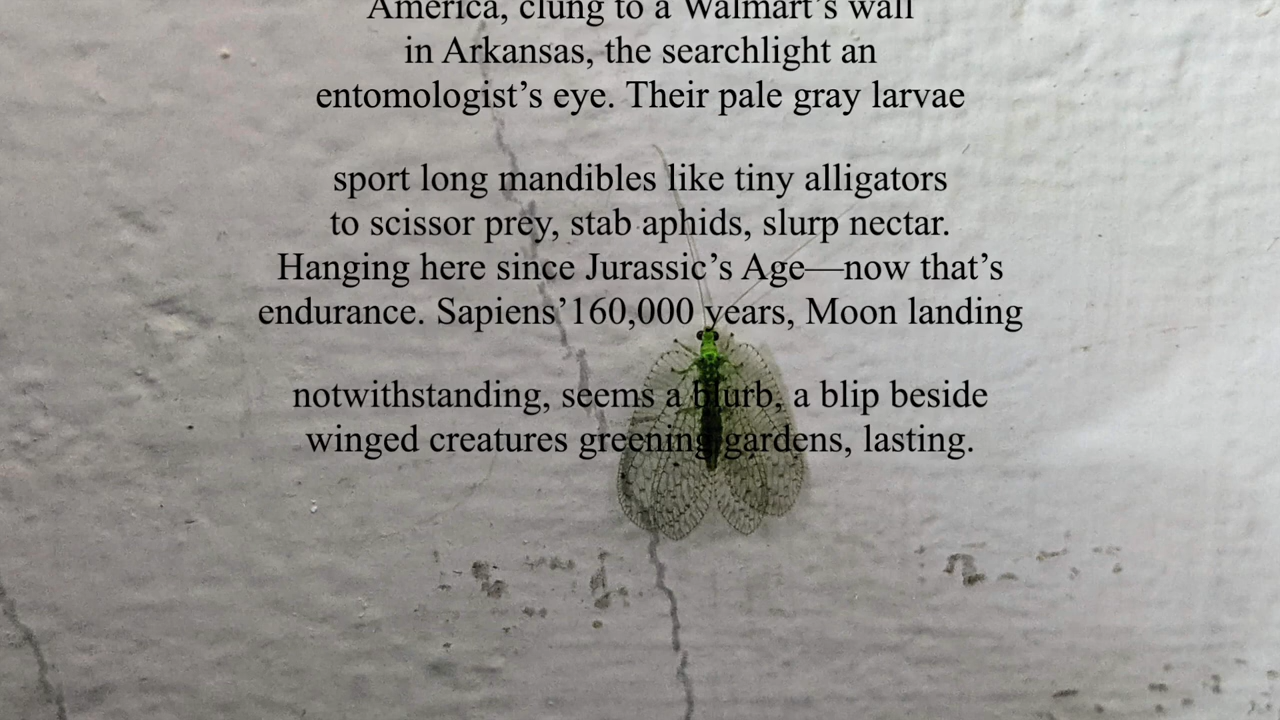 America, clung to a Walmart’s wall
in Arkansas, the searchlight an
entomologist’s eye. Their pale gray larvae
sport long mandibles like tiny alligators
to scissor prey, stab aphids, slurp nectar.
Hanging here since Jurassic’s Age—now that’s
endurance. Sapiens’160,000 years, Moon landing
notwithstanding, seems a blurb, a blip beside
winged creatures greening gardens, lasting.